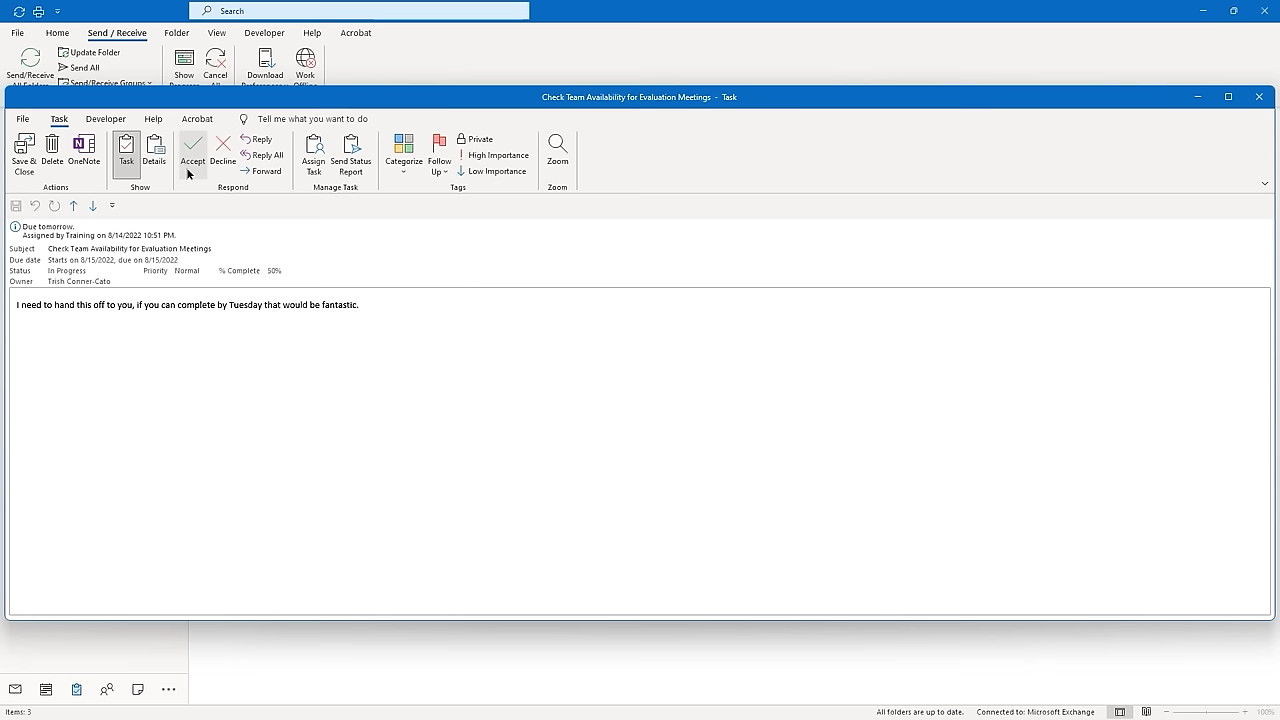 Search
File Home Send / Receive Folder View Developer Help Acrobat
Send/Receive
Update Folder
Send All
Send/Receive Groups
Show
Cancel
Download
Work
Check Team Availability for Evaluation Meetings - Task
File Task Developer Help Acrobat Tell me what you want to do
Save & Close
Delete
OneNote
Actions
Task
Details
Show
Accept
Decline
Reply
Reply All
Forward
Respond
Assign Task
Send Status Report
Manage Task
Categorize
Follow Up
Private
High Importance
Low Importance
Tags
Zoom
Zoom
Due tomorrow.
Assigned by Training on 8/14/2022 10:51 PM.
Subject Check Team Availability for Evaluation Meetings
Due date Starts on 8/15/2022, due on 8/15/2022
Status In Progress Priority Normal % Complete 50%
Owner Trish Conner-Cato
I need to hand this off to you, if you can complete by Tuesday that would be fantastic.
Items: 3 All folders are up to date. Connected to: Microsoft Exchange 100%